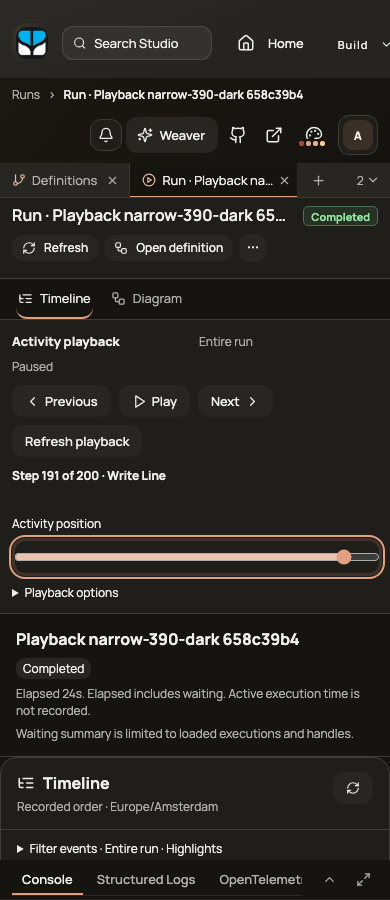 Search Studio
Home
Build
Runs › Run · Playback narrow-390-dark 658c39b4
Weaver
A
Definitions
Run · Playback na...
2
Run · Playback narrow-390-dark 65...
Completed
Refresh
Open definition
...
Timeline
Diagram
Activity playback
Entire run
Paused
Previous
Play
Next
Refresh playback
Step 191 of 200 · Write Line
Activity position
Playback options
Playback narrow-390-dark 658c39b4
Completed
Elapsed 24s. Elapsed includes waiting. Active execution time is
not recorded.
Waiting summary is limited to loaded executions and handles.
Timeline
Recorded order · Europe/Amsterdam
Filter events · Entire run · Highlights
Console
Structured Logs
OpenTelemet